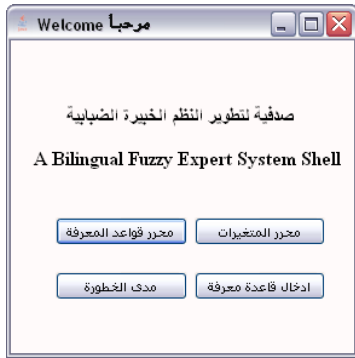 Welcome مرحبأ
صدفية لتطوير النظم الخبيرة الضبابية
A Bilingual Fuzzy Expert System Shell
محرر المتغيرات
محرر قواعد المعرفة
ادخال قاعدة معرفة
مدى الخطورة